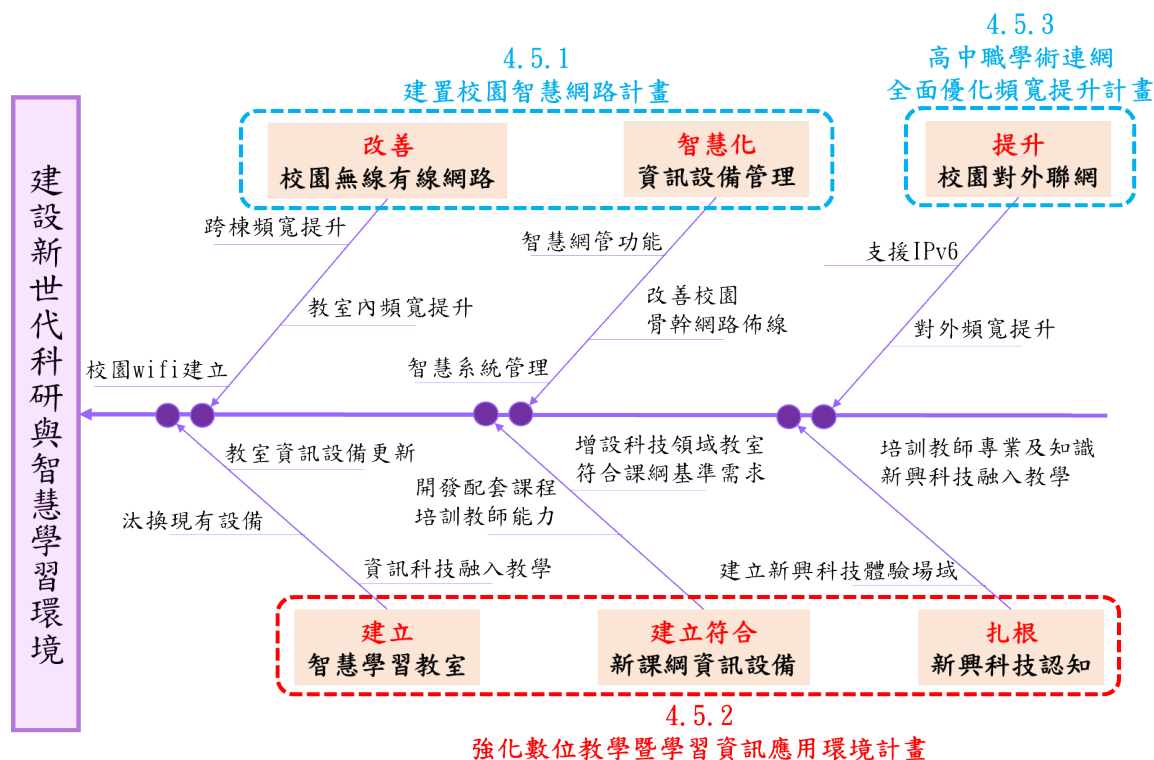 建設新世代科研與智慧學習環境
4.5.1
建置校園智慧網路計畫
4.5.3
高中職學術連網
全面優化頻寬提升計畫
改善
校園無線有線網路
智慧化
資訊設備管理
提升
校園對外聯網
跨棟頻寬提升
教室內頻寬提升
校園wifi建立
智慧網管功能
改善校園
骨幹網路佈線
智慧系統管理
支援IPv6
對外頻寬提升
教室資訊設備更新
汰換現有設備
資訊科技融入教學
增設科技領域教室
符合課綱基準需求
開發配套課程
培訓教師能力
培訓教師專業及知識
新興科技融入教學
建立新興科技體驗場域
建立
智慧學習教室
建立符合
新課綱資訊設備
扎根
新興科技認知
4.5.2
強化數位教學暨學習資訊應用環境計畫